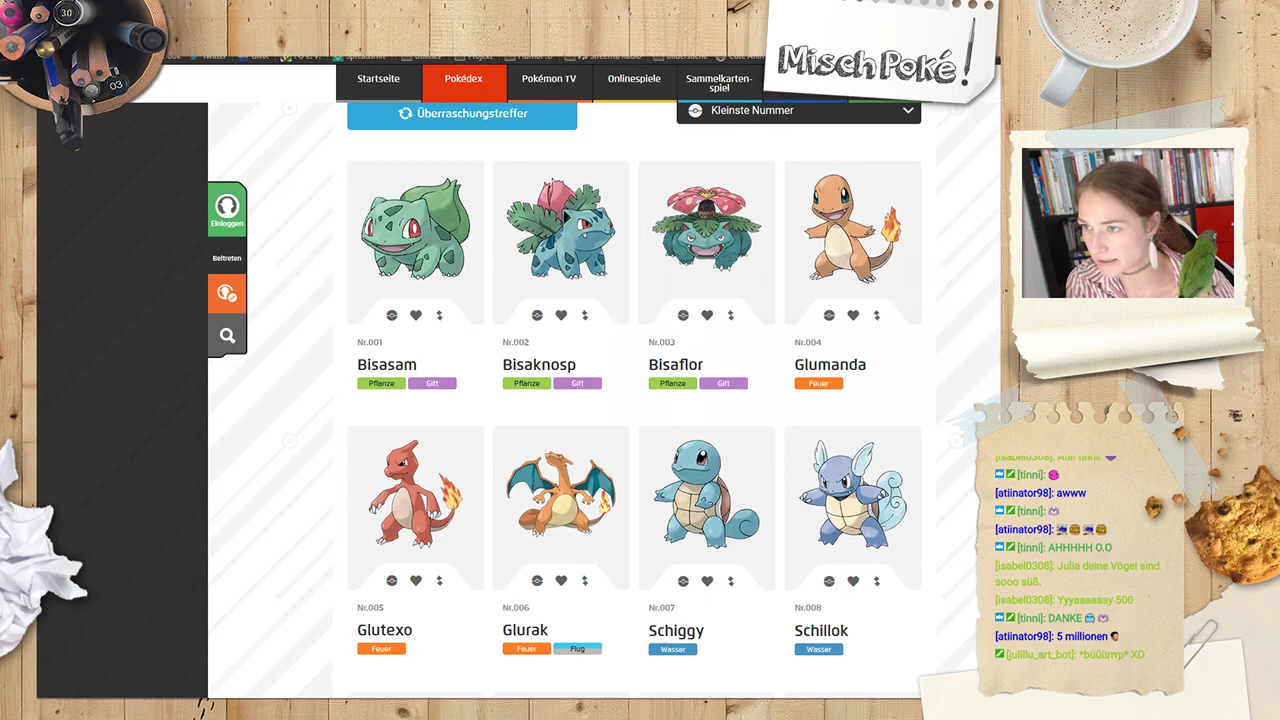 3.0
03
Misch Poké!
Startseite
Pokédex
Pokémon TV
Onlinespiele
Sammelkarten-
spiel
Überraschungstreffer
Kleinste Nummer
Einloggen
Beitreten
Nr.001
Bisasam
Pflanze Gift
Nr.002
Bisaknosp
Pflanze Gift
Nr.003
Bisaflor
Pflanze Gift
Nr.004
Glumanda
Feuer
Nr.005
Glutexo
Feuer
Nr.006
Glurak
Feuer Flug
Nr.007
Schiggy
Wasser
Nr.008
Schillok
Wasser
[tinni]:
[atiinator98]: awww
[tinni]:
[atiinator98]:
[tinni]: AHHHHH O.O
[isabel0308]: Julia deine Vögel sind
sooo süß.
[isabel0308]: Yyyaaaaaay 500
[tinni]: DANKE
[atiinator98]: 5 millionen
[julillu_art_bot]: *büüürrrp* XD